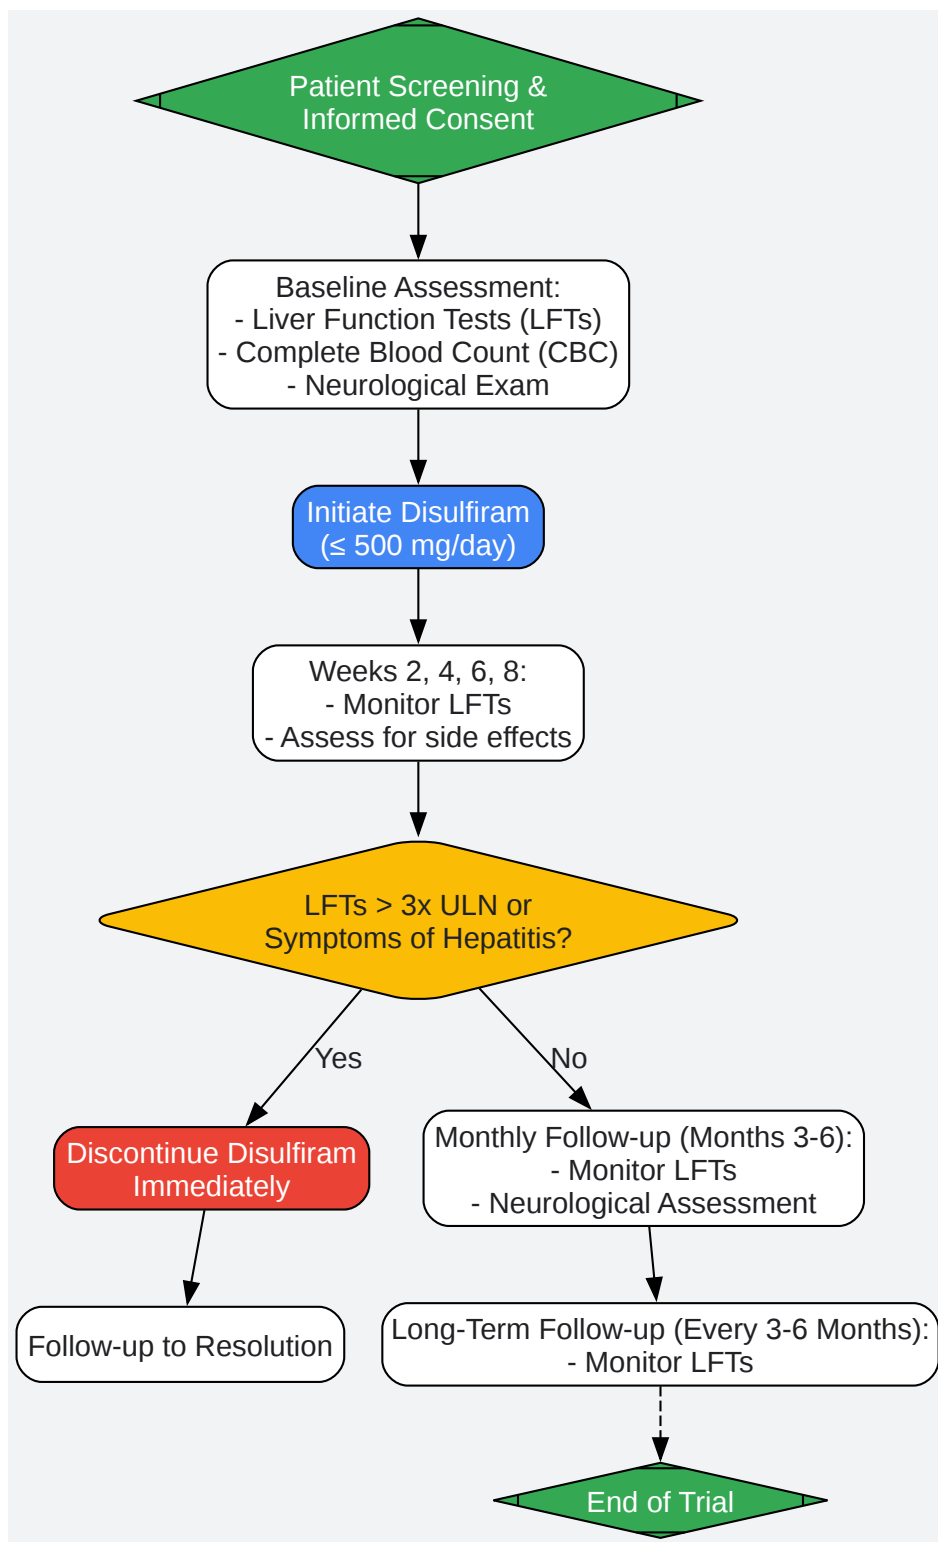 Patient Screening &
Informed Consent
Baseline Assessment:
- Liver Function Tests (LFTs)
- Complete Blood Count (CBC)
- Neurological Exam
Initiate Disulfiram
(≤ 500 mg/day)
Weeks 2, 4, 6, 8:
- Monitor LFTs
- Assess for side effects
LFTs > 3x ULN or
Symptoms of Hepatitis?
Yes
No
Discontinue Disulfiram
Immediately
Monthly Follow-up (Months 3-6):
- Monitor LFTs
- Neurological Assessment
Follow-up to Resolution
Long-Term Follow-up (Every 3-6 Months):
- Monitor LFTs
End of Trial